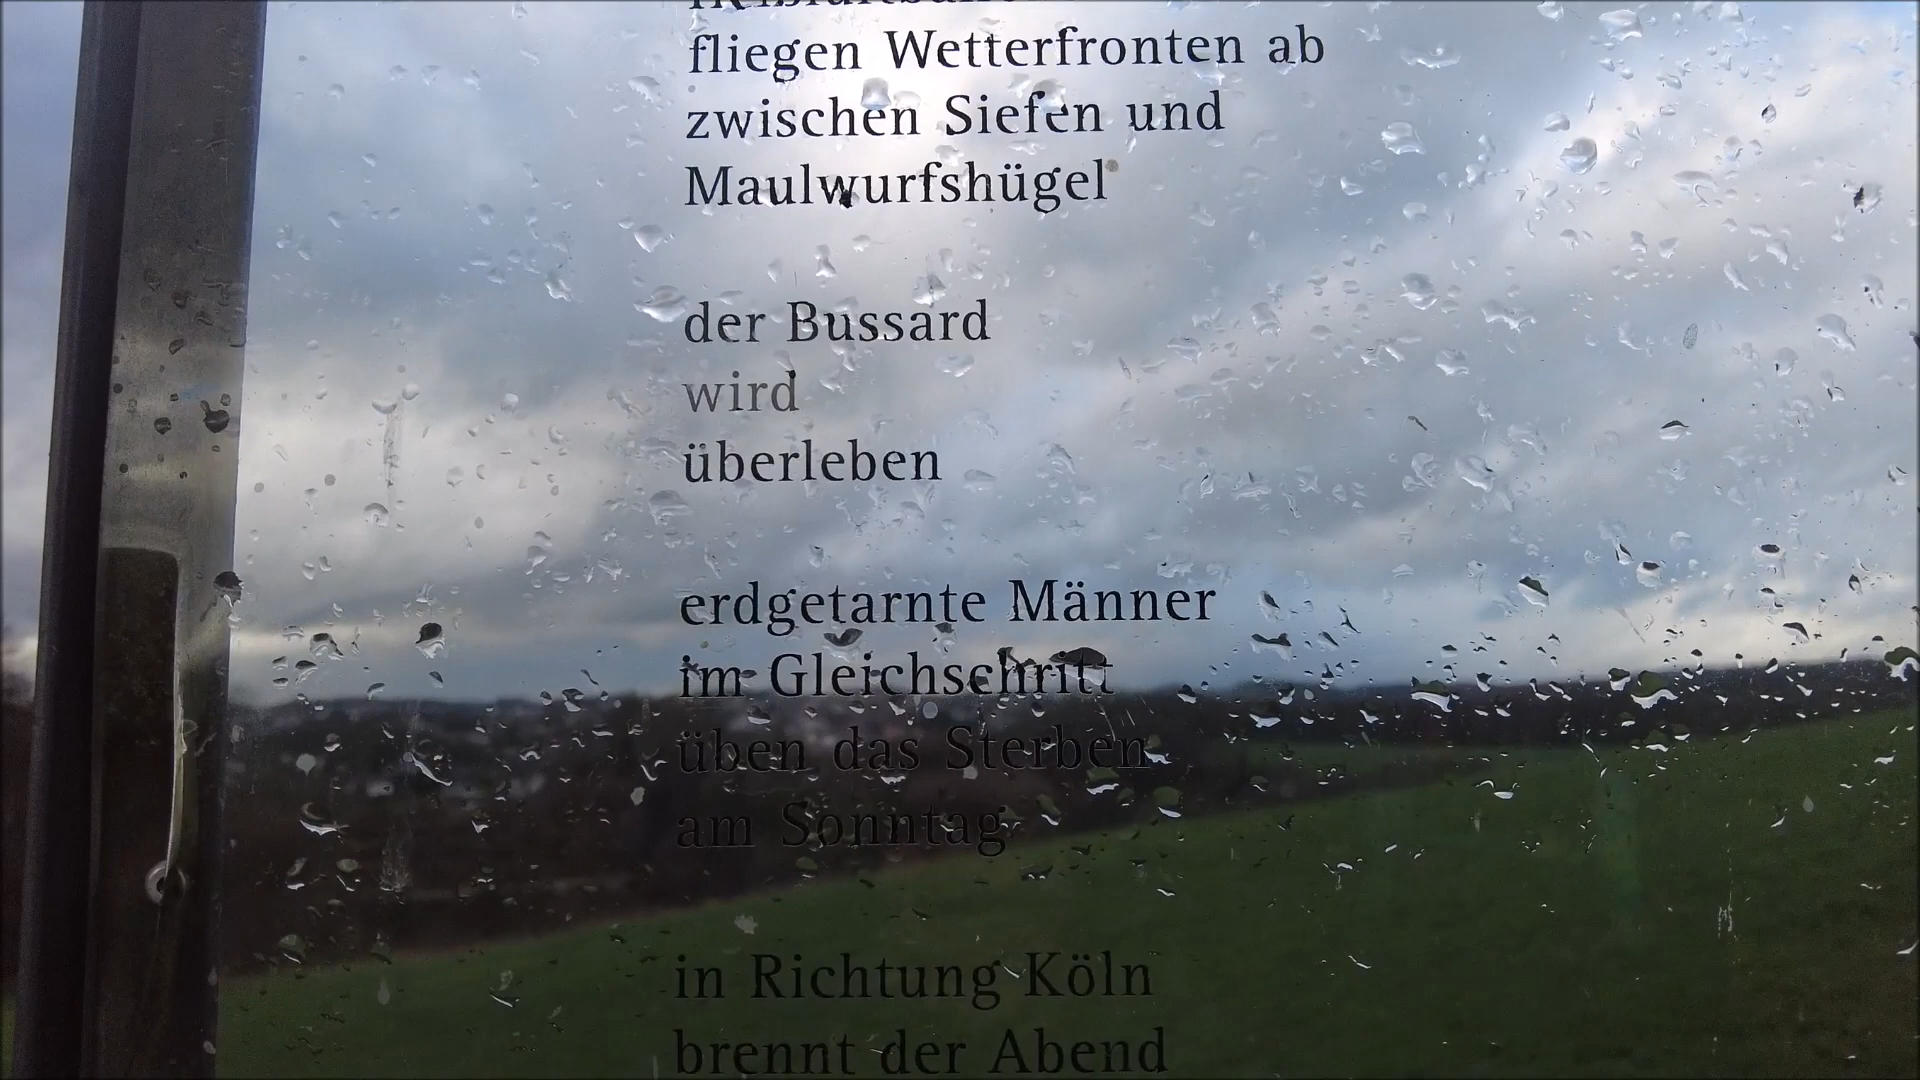 fliegen Wetterfronten ab
zwischen Siefen und
Maulwurfshügel
der Bussard
wird
überleben
erdgetarnte Männer
im Gleichschritt
üben das Sterben
am Sonntag
in Richtung Köln
brennt der Abend